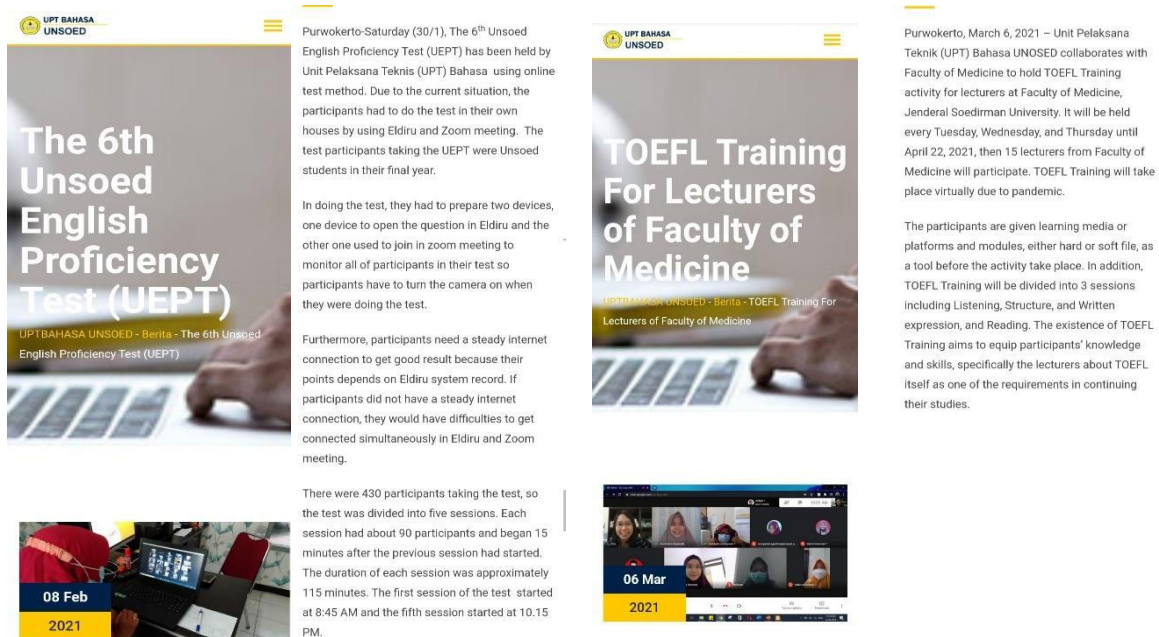 UPT BAHASA
UNSOED
The 6th
Unsoed
English
Proficiency
Test (UEPT)
UPTBAHASA UNSOED - Berita - The 6th Unsoed
English Proficiency Test (UEPT)
08 Feb
2021
Purwokerto-Saturday (30/1), The 6th Unsoed
English Proficiency Test (UEPT) has been held by
Unit Pelaksana Teknis (UPT) Bahasa using online
test method. Due to the current situation, the
participants had to do the test in their own
houses by using Eldiru and Zoom meeting. The
test participants taking the UEPT were Unsoed
students in their final year.
In doing the test, they had to prepare two devices,
one device to open the question in Eldiru and the
other one used to join in zoom meeting to
monitor all of participants in their test so
participants have to turn the camera on when
they were doing the test.
Furthermore, participants need a steady internet
connection to get good result because their
points depends on Eldiru system record. If
participants did not have a steady internet
connection, they would have difficulties to get
connected simultaneously in Eldiru and Zoom
meeting.
There were 430 participants taking the test, so
the test was divided into five sessions. Each
session had about 90 participants and began 15
minutes after the previous session had started.
The duration of each session was approximately
115 minutes. The first session of the test started
at 8:45 AM and the fifth session started at 10.15
PM.
UPT BAHASA
UNSOED
TOEFL Training
For Lecturers
of Faculty of
Medicine
UPTBAHASA UNSOED - Berita - TOEFL Training For
Lecturers of Faculty of Medicine
06 Mar
2021
Purwokerto, March 6, 2021 – Unit Pelaksana
Teknik (UPT) Bahasa UNOSED collaborates with
Faculty of Medicine to hold TOEFL Training
activity for lecturers at Faculty of Medicine,
Jenderal Soedirman University. It will be held
every Tuesday, Wednesday, and Thursday until
April 22, 2021, then 15 lecturers from Faculty of
Medicine will participate. TOEFL Training will take
place virtually due to pandemic.
The participants are given learning media or
platforms and modules, either hard or soft file, as
a tool before the activity take place. In addition,
TOEFL Training will be divided into 3 sessions
including Listening, Structure, and Written
expression, and Reading. The existence of TOEFL
Training aims to equip participants' knowledge
and skills, specifically the lecturers about TOEFL
itself as one of the requirements in continuing
their studies.